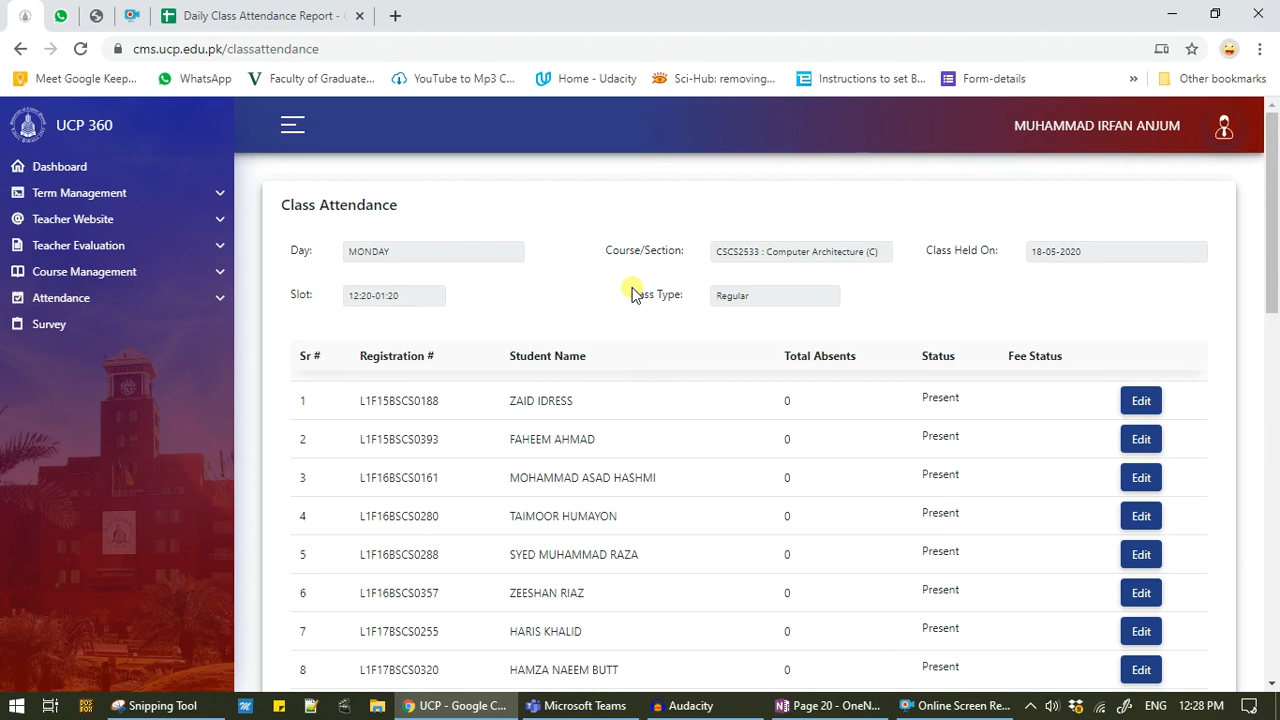 Daily Class Attendance Report -
cms.ucp.edu.pk/classattendance
Meet Google Keep...
WhatsApp
Faculty of Graduate...
YouTube to Mp3 C...
Home - Udacity
Sci-Hub: removing...
Instructions to set B...
Form-details
»
Other bookmarks
UCP 360
MUHAMMAD IRFAN ANJUM
Dashboard
Term Management
Teacher Website
Teacher Evaluation
Course Management
Attendance
Survey
Class Attendance
Day: MONDAY Course/Section: CSCS2533 : Computer Architecture (C) Class Held On: 18-05-2020
Slot: 12:20-01:20 Type: Regular
Sr # Registration # Student Name Total Absents Status Fee Status
1 L1F15BSCS0188 ZAID IDRESS 0 Present Edit
2 L1F15BSCS0393 FAHEEM AHMAD 0 Present Edit
3 L1F16BSCS0161 MOHAMMAD ASAD HASHMI 0 Present Edit
4 L1F16BSCS0280 TAIMOOR HUMAYON 0 Present Edit
5 L1F16BSCS0288 SYED MUHAMMAD RAZA 0 Present Edit
6 L1F16BSCS0357 ZEESHAN RIAZ 0 Present Edit
7 L1F17BSCS0255 HARIS KHALID 0 Present Edit
8 L1F17BSCS0320 HAMZA NAEEM BUTT 0 Present Edit
Snipping Tool UCP - Google C... Microsoft Teams Audacity Page 20 - OneN... Online Screen Re... ENG 12:28 PM